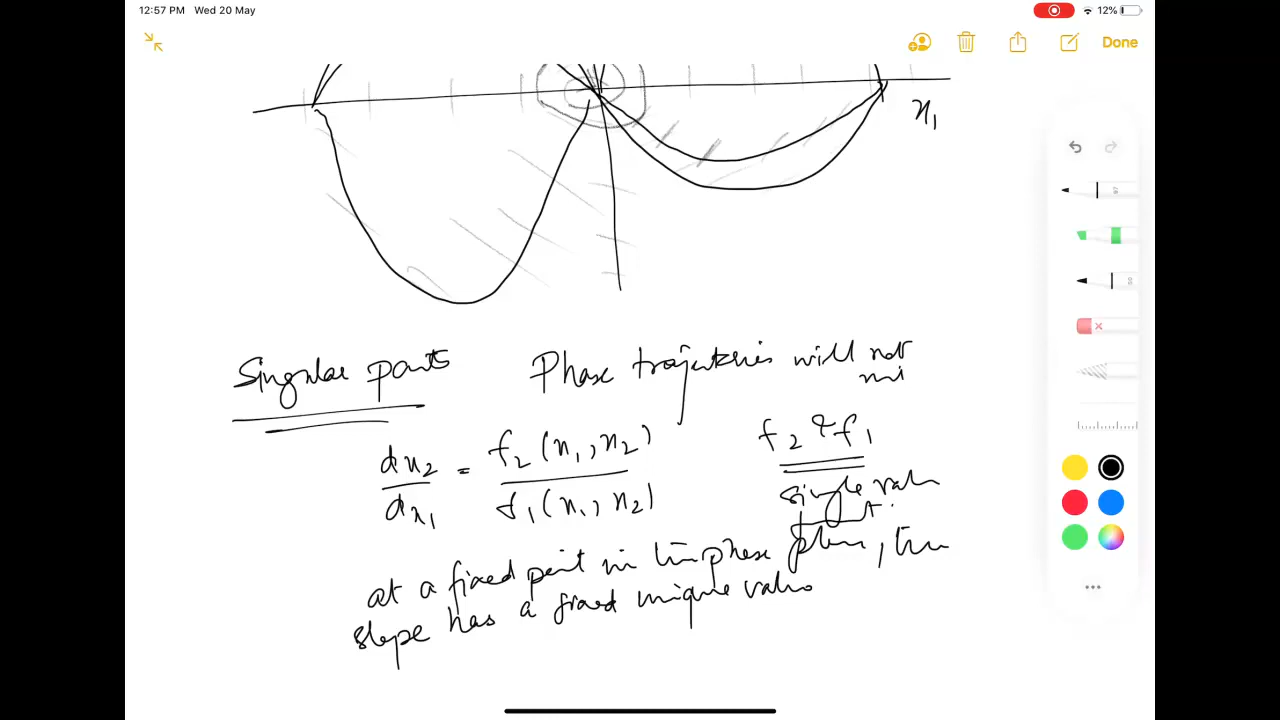 12:57 PM Wed 20 May
12%
Done
x₁
Singular points Phase trajectories will not
dx₂/dx₁ = f₂(x₁, x₂)/f₁(x₁, x₂)
f₂ & f₁
single value
at a fixed point in the phase plane, the
slope has a fixed unique value